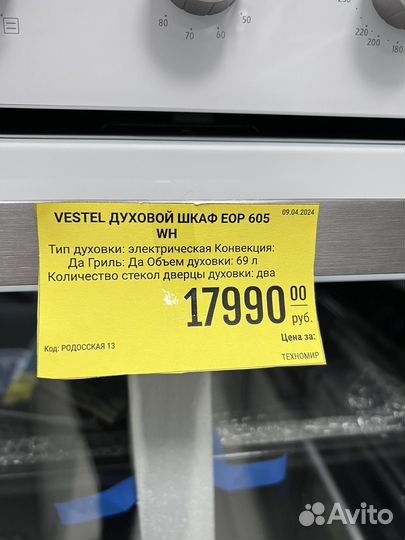 80
70
60
50
220
200
180
VESTEL ДУХОВОЙ ШКАФ EOP 605
WH
09.04.2024
Тип духовки: электрическая Конвекция:
Да Гриль: Да Объем духовки: 69 л
Количество стекол дверцы духовки: два
17990 00
руб.
Код: РОДОССКАЯ 13
Цена за:
ТЕХНОМИР
Avito